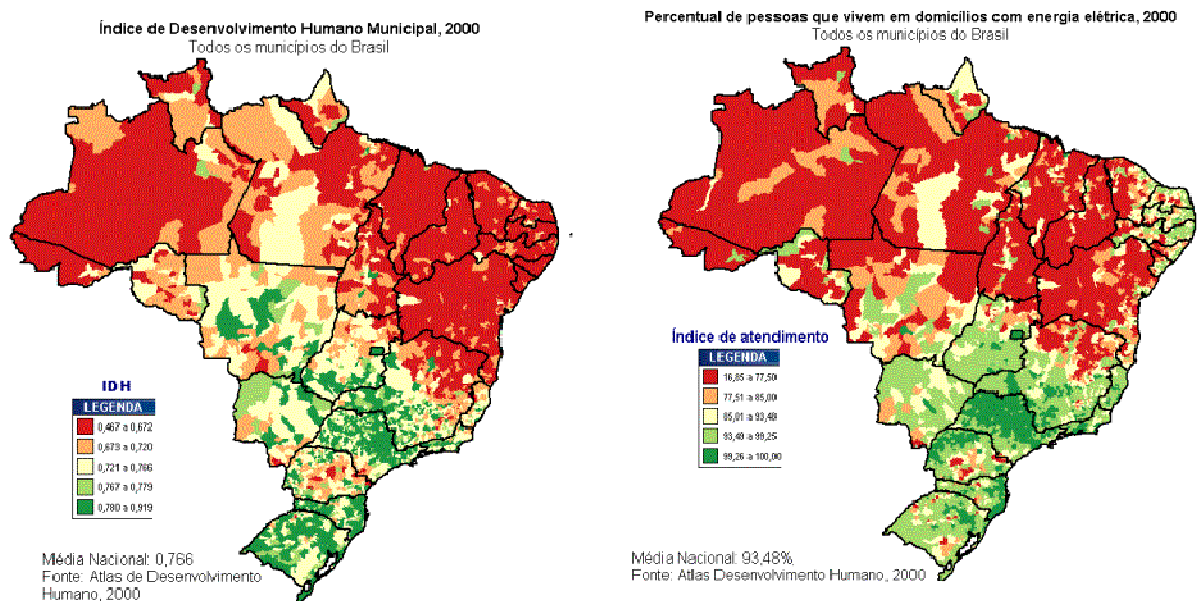 Índice de Desenvolvimento Humano Municipal, 2000
Todos os municípios do Brasil
IDH
LEGENDA
0,467 a 0,672
0,673 a 0,720
0,721 a 0,766
0,767 a 0,779
0,780 a 0,919
Média Nacional: 0,766
Fonte: Atlas de Desenvolvimento
Humano, 2000
Percentual de pessoas que vivem em domicílios com energia elétrica, 2000
Todos os municípios do Brasil
Índice de atendimento
LEGENDA
16,85 a 77,50
77,51 a 85,00
85,01 a 93,48
93,49 a 99,25
99,26 a 100,00
Média Nacional: 93,48%
Fonte: Atlas Desenvolvimento Humano, 2000